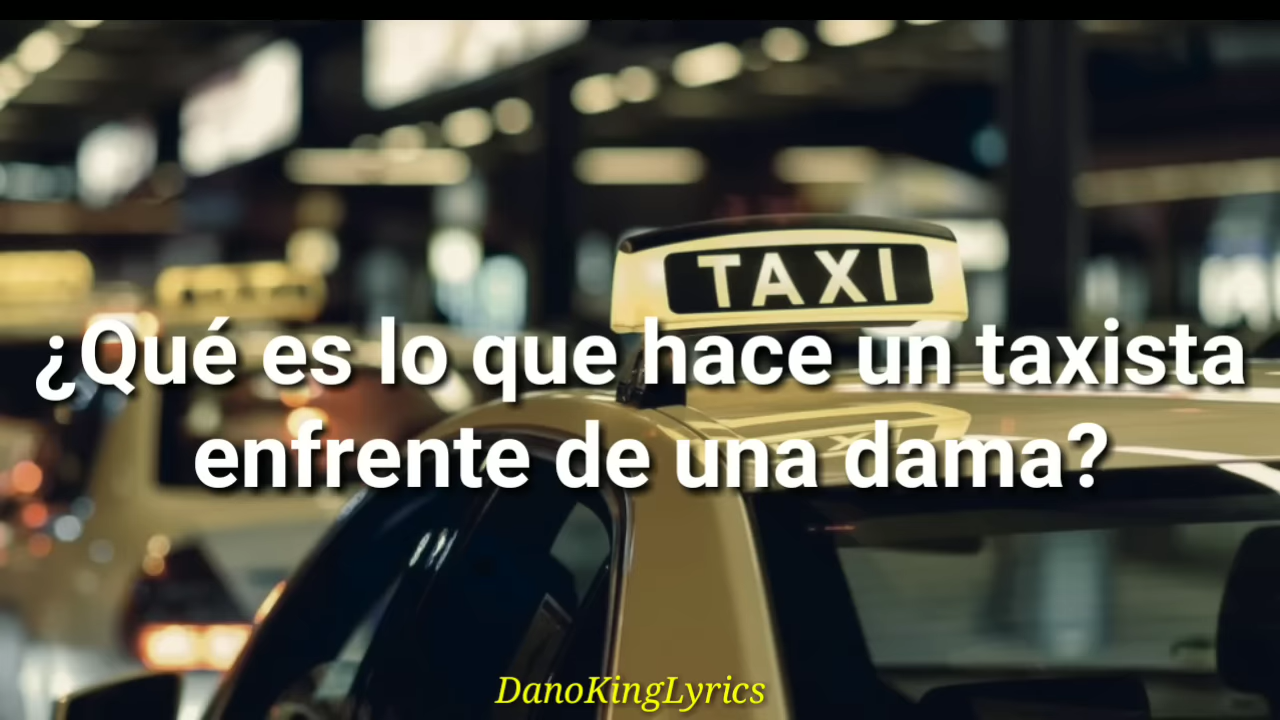 TAXI
¿Qué es lo que hace un taxista
enfrente de una dama?
DanoKingLyrics